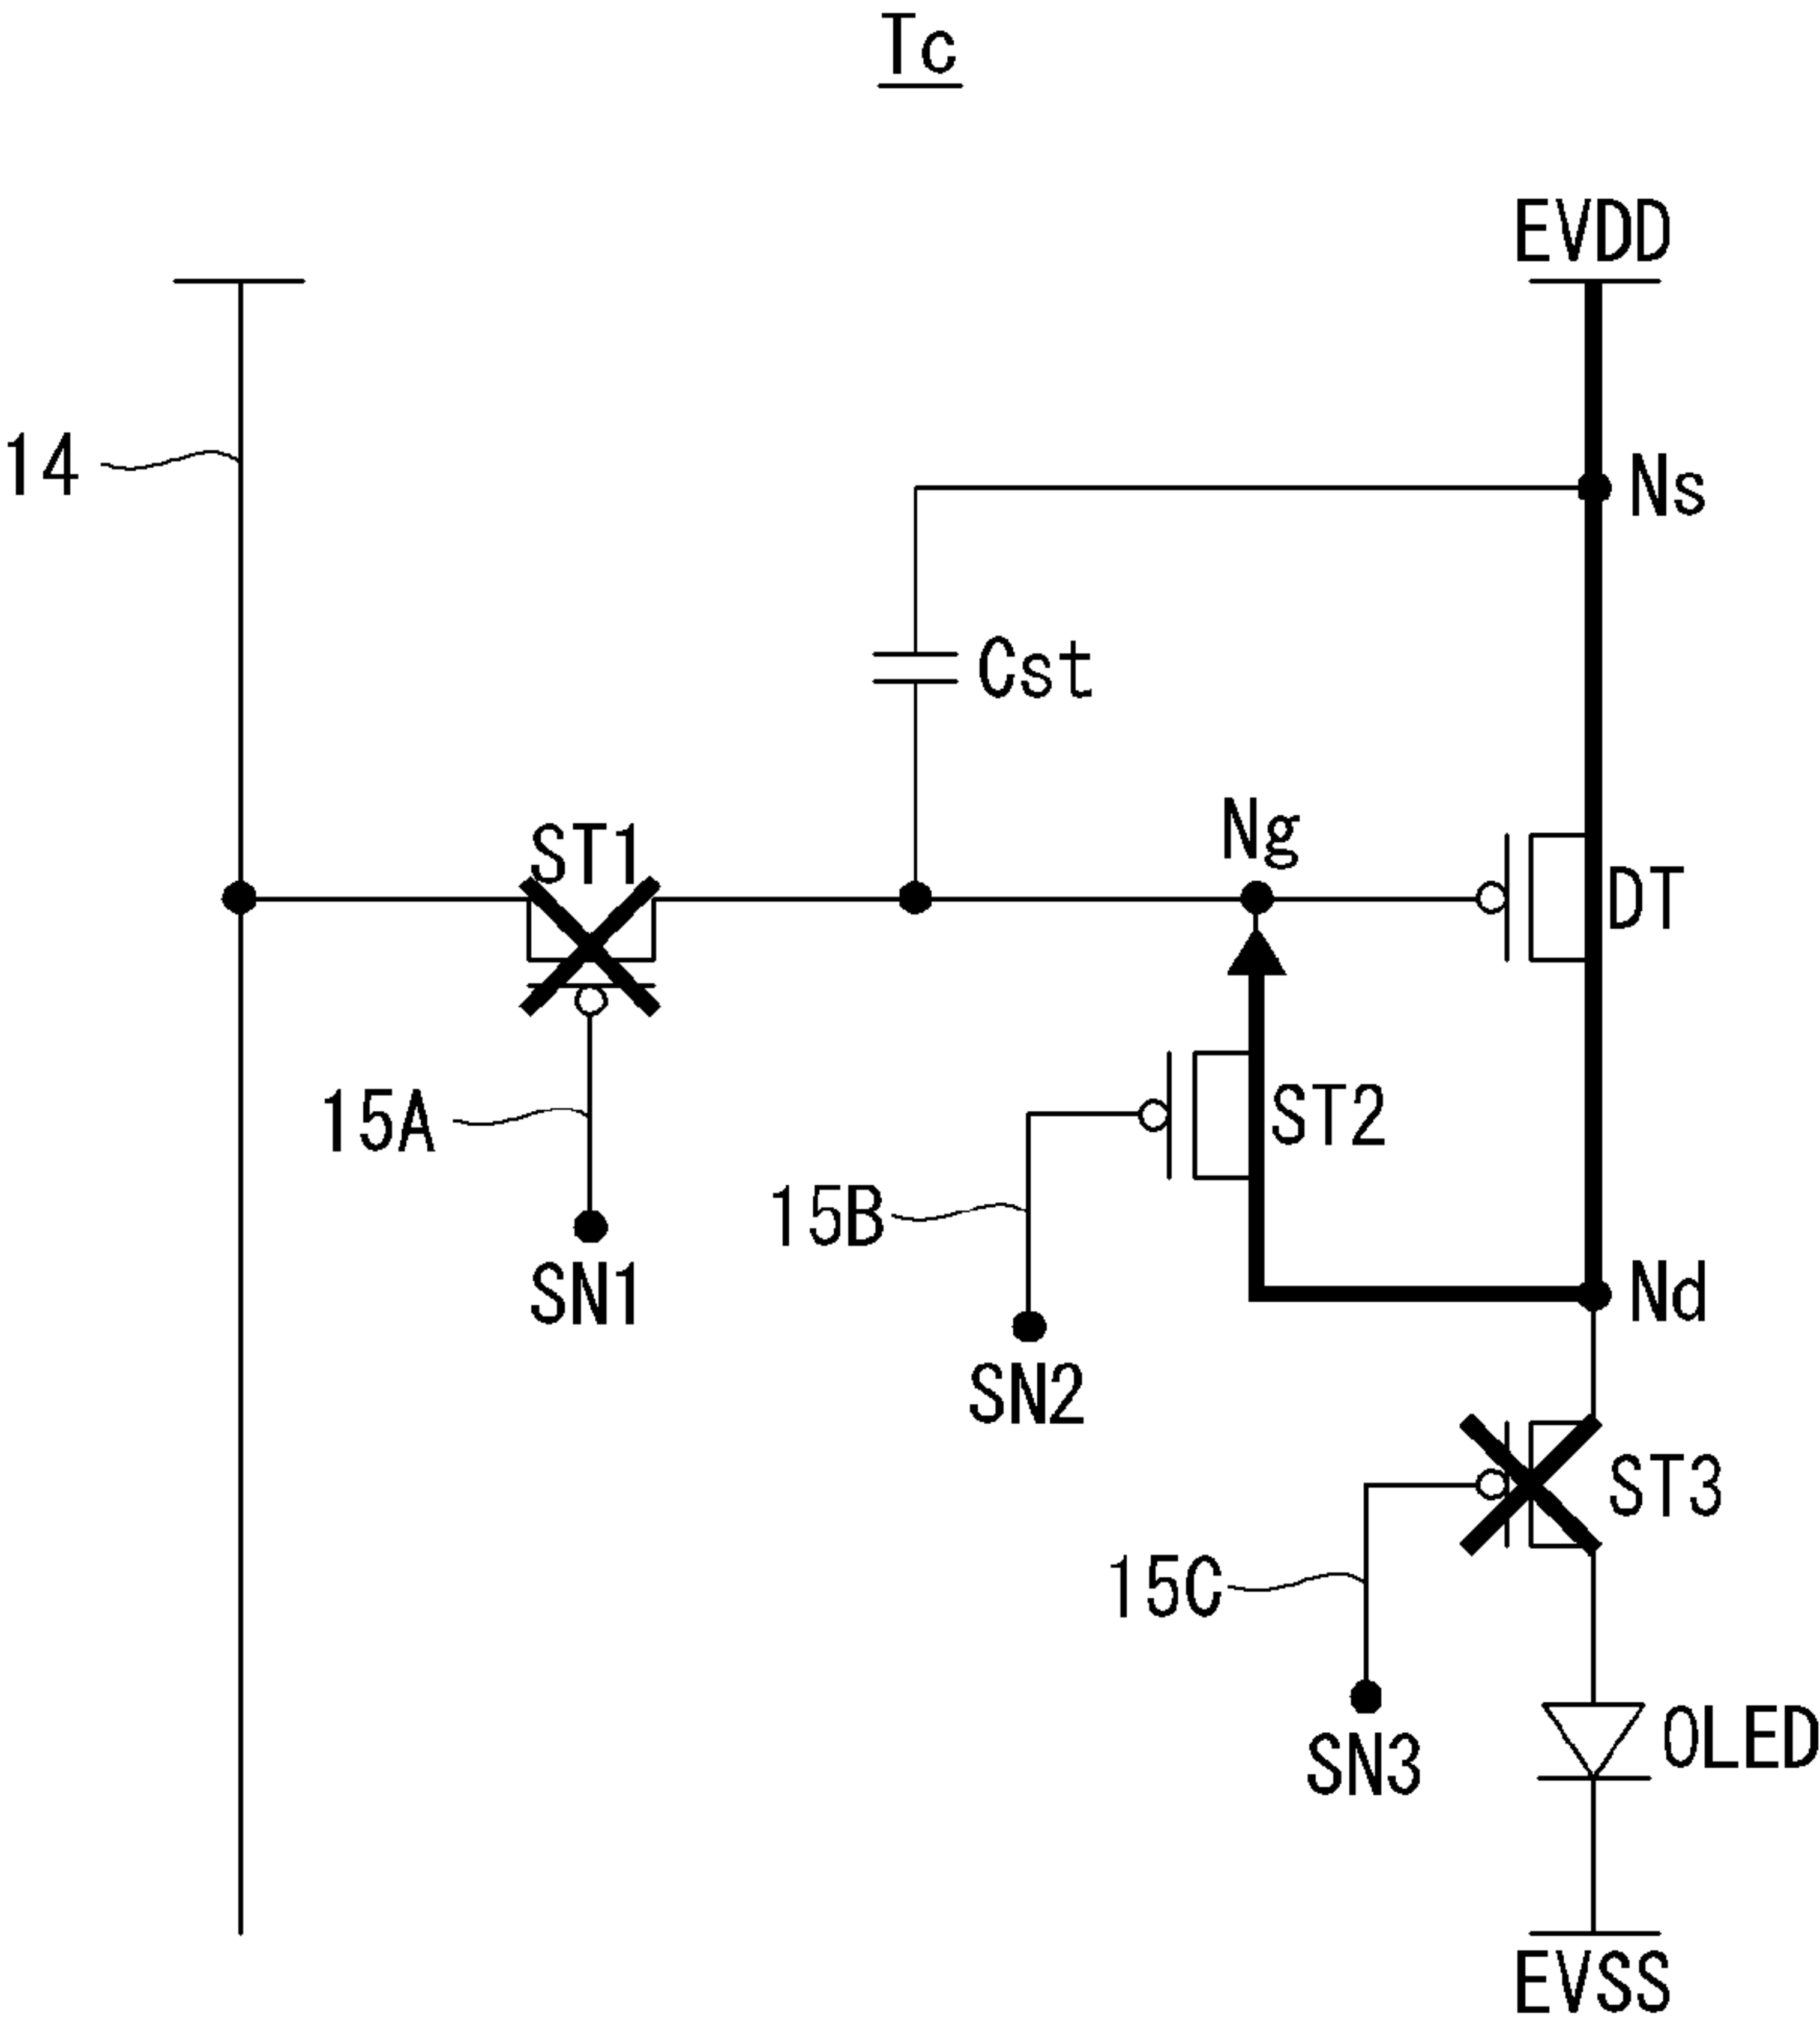 Tc
EVDD
14
Ns
Cst
Ng
ST1
DT
15A
ST2
15B
SN1
Nd
SN2
ST3
15C
OLED
SN3
EVSS